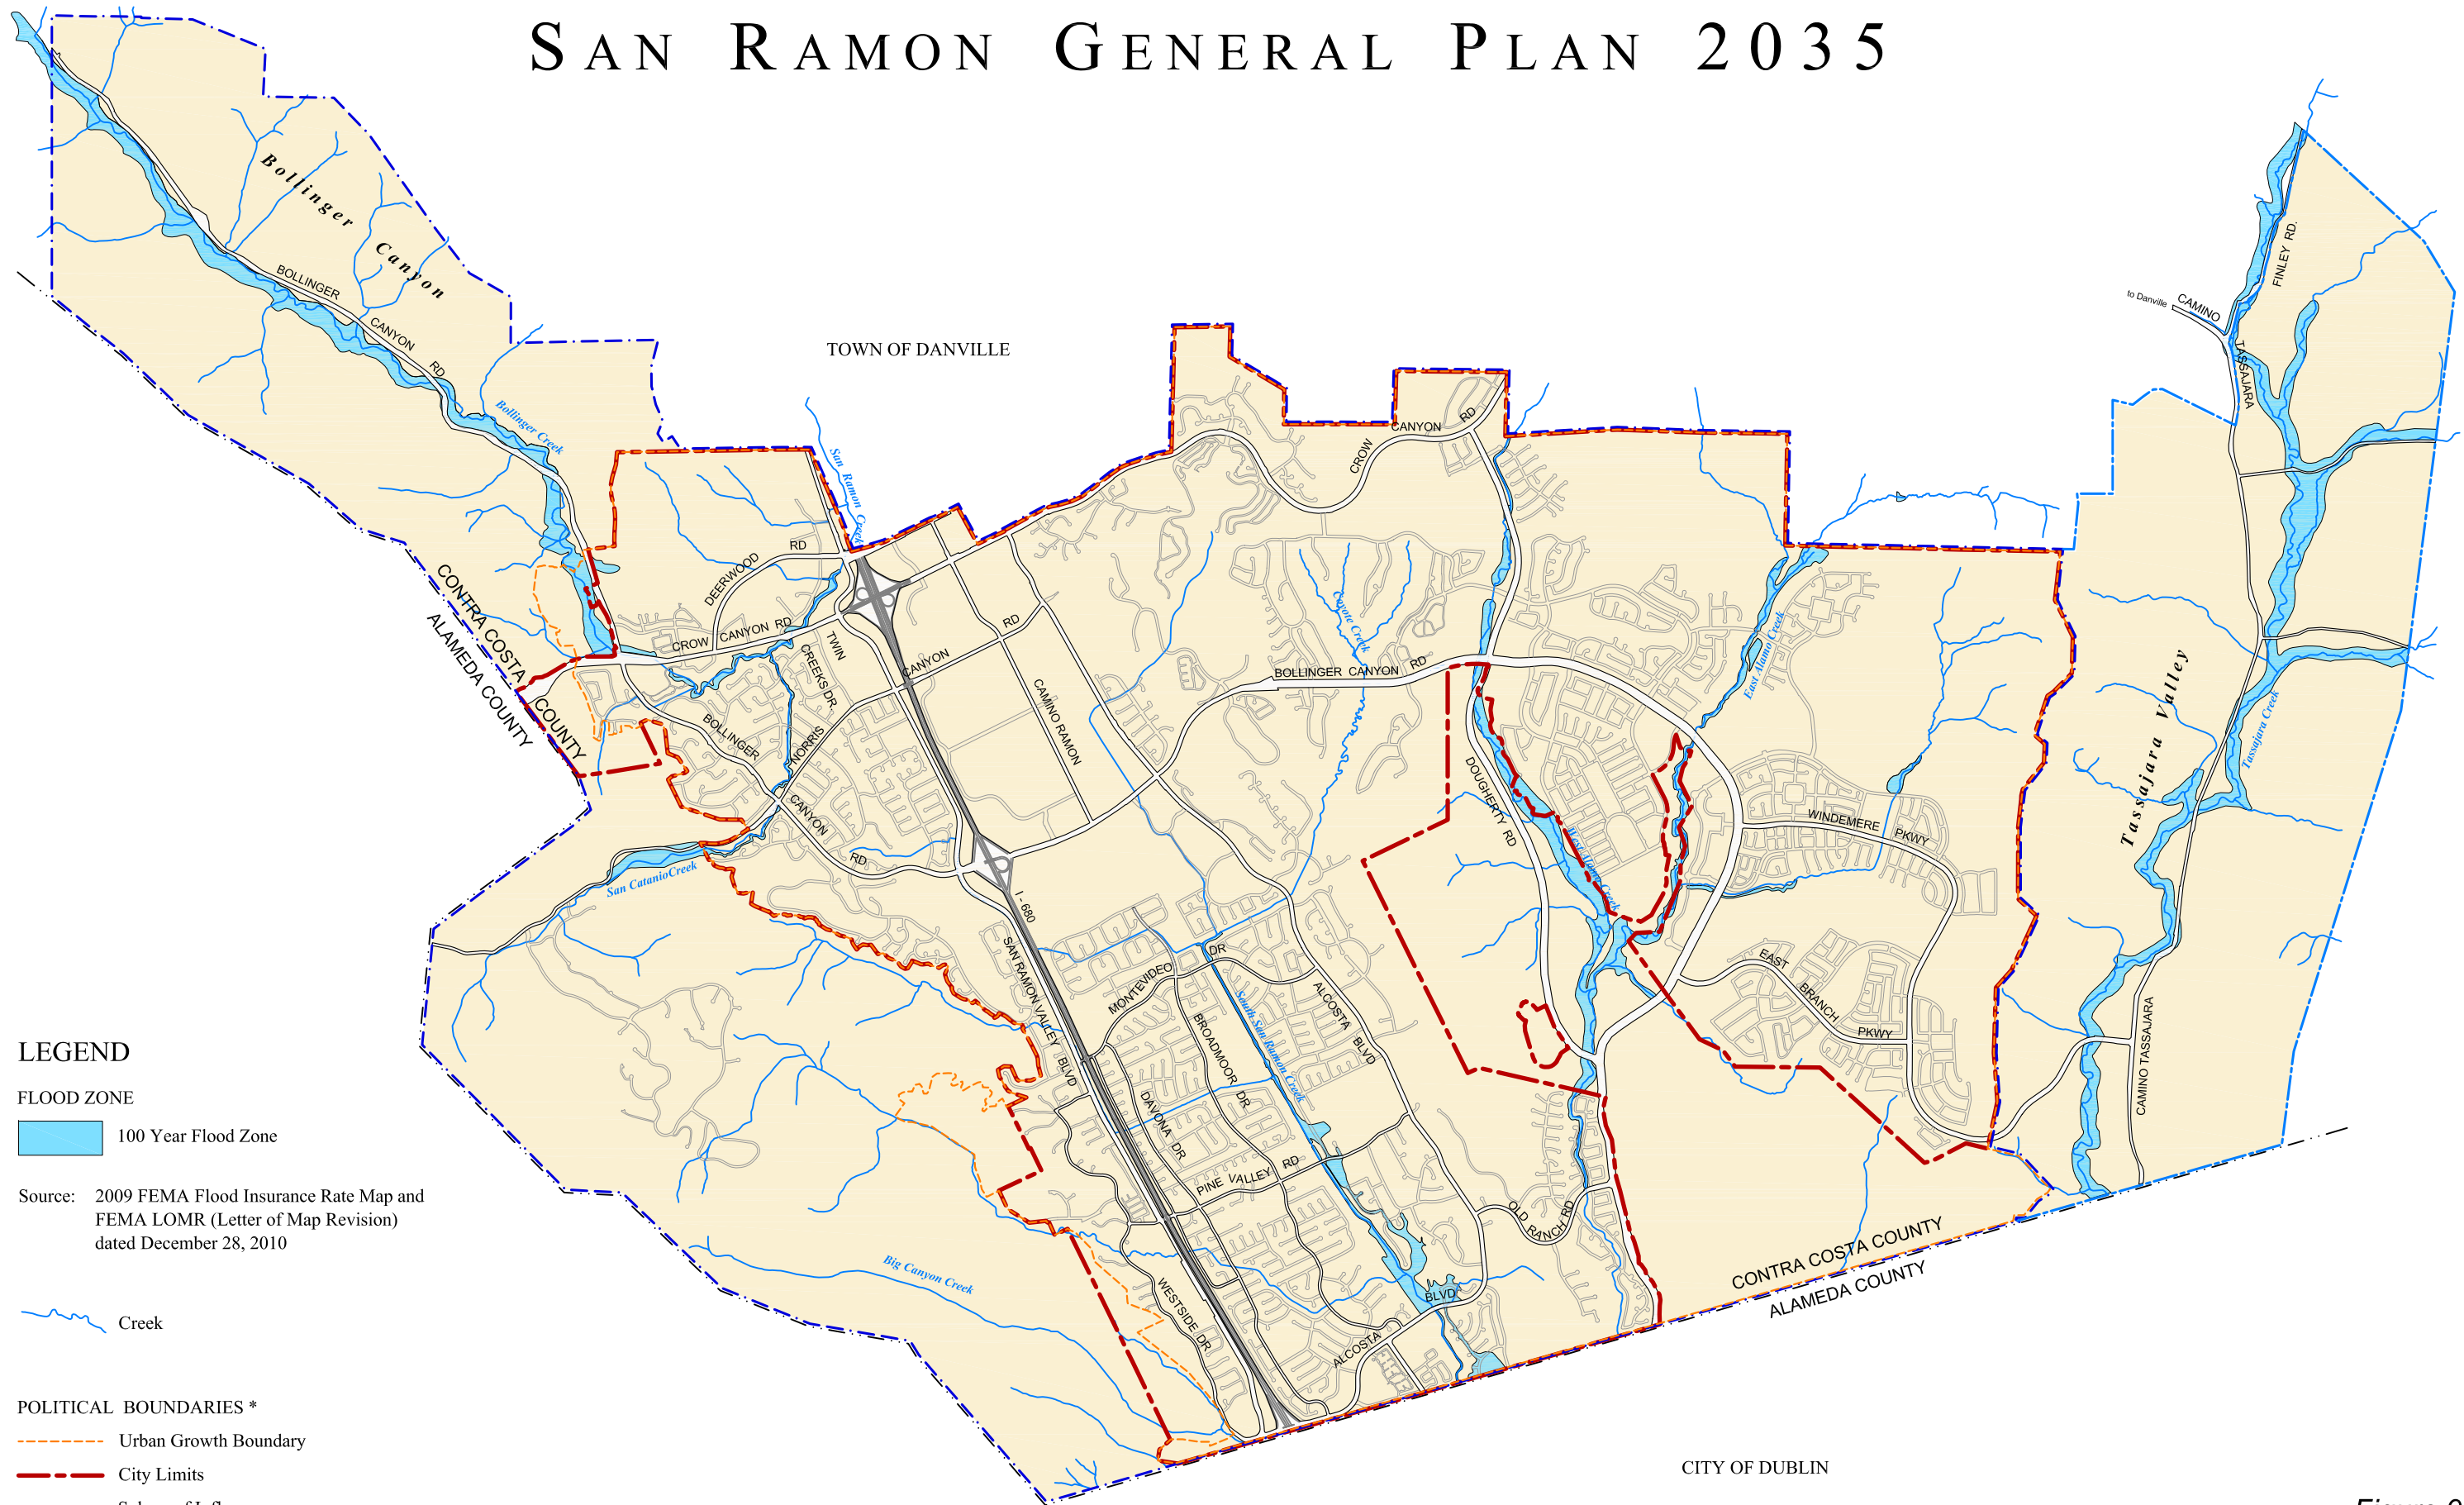 SAN RAMON GENERAL PLAN 2035
Bollinger Canyon
BOLLINGER CANYON RD
Bollinger Creek
TOWN OF DANVILLE
San Ramon Creek
CROW CANYON RD
to Danville
CAMINO TASSAJARA
FINLEY RD.
DEERWOOD RD
CROW CANYON RD
TWIN CREEKS DR.
NORRIS CANYON RD
CAMINO RAMON
Coyote Creek
BOLLINGER CANYON RD
East Alamo Creek
Tassajara Valley
Tassajara Creek
CONTRA COSTA COUNTY
ALAMEDA COUNTY
BOLLINGER CANYON RD
San CatanioCreek
I - 680
DOUGHERTY RD
West Alamo Creek
WINDEMERE PKWY
SAN RAMON VALLEY BLVD
MONTEVIDEO DR
BROADMOOR DR
South San Ramon Creek
ALCOSTA BLVD
EAST BRANCH PKWY
CAMINO TASSAJARA
DAVONA DR
PINE VALLEY RD
OLD RANCH RD
Big Canyon Creek
WESTSIDE DR
ALCOSTA BLVD
CONTRA COSTA COUNTY
ALAMEDA COUNTY
CITY OF DUBLIN
LEGEND
FLOOD ZONE
100 Year Flood Zone
Source: 2009 FEMA Flood Insurance Rate Map and
FEMA LOMR (Letter of Map Revision)
dated December 28, 2010
Creek
POLITICAL BOUNDARIES *
Urban Growth Boundary
City Limits